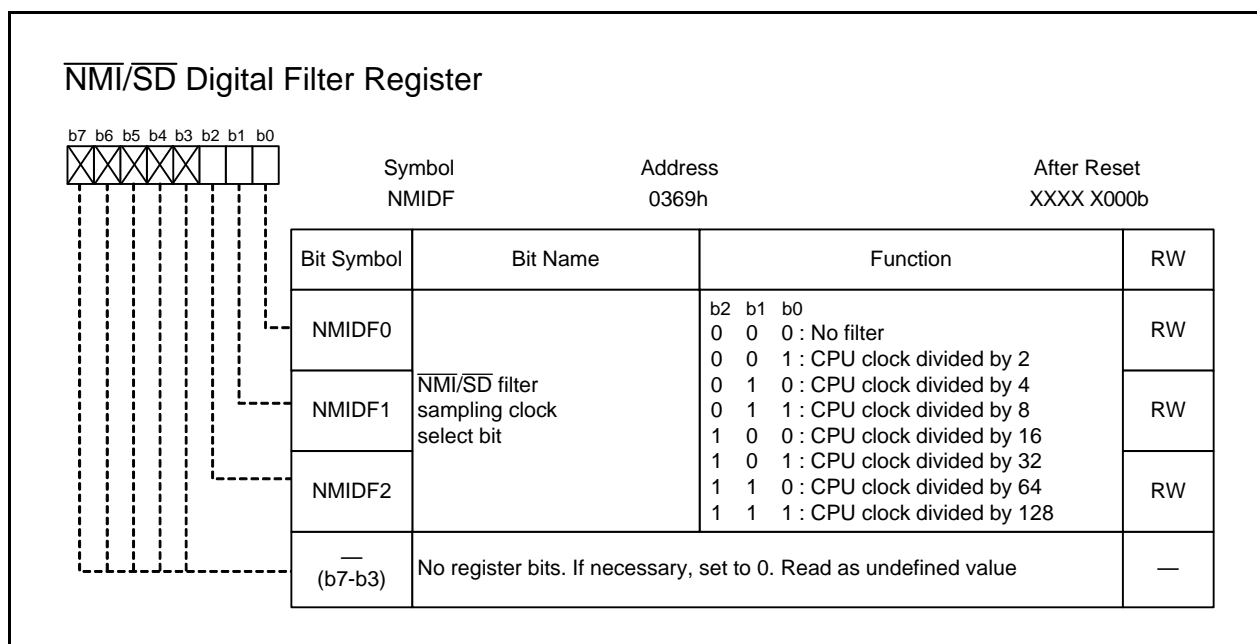 NMI/SD Digital Filter Register
b7 b6 b5 b4 b3 b2 b1 b0
Symbol Address After Reset
NMIDF 0369h XXXX X000b
Bit Symbol Bit Name Function RW
NMIDF0 RW
NMIDF1 RW
NMIDF2 RW
NMI/SD filter
sampling clock
select bit
b2 b1 b0
0 0 0 : No filter
0 0 1 : CPU clock divided by 2
0 1 0 : CPU clock divided by 4
0 1 1 : CPU clock divided by 8
1 0 0 : CPU clock divided by 16
1 0 1 : CPU clock divided by 32
1 1 0 : CPU clock divided by 64
1 1 1 : CPU clock divided by 128
—
(b7-b3) No register bits. If necessary, set to 0. Read as undefined value —